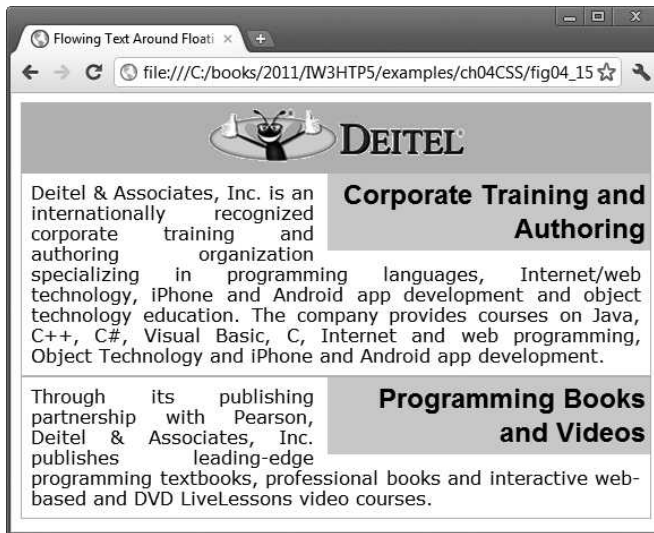 Flowing Text Around Floati
file:///C:/books/2011/IW3HTP5/examples/ch04CSS/fig04_15
DEITEL
Corporate Training and
Authoring
Deitel & Associates, Inc. is an
internationally recognized
corporate training and
authoring organization
specializing in programming languages, Internet/web
technology, iPhone and Android app development and object
technology education. The company provides courses on Java,
C++, C#, Visual Basic, C, Internet and web programming,
Object Technology and iPhone and Android app development.
Programming Books
and Videos
Through its publishing
partnership with Pearson,
Deitel & Associates, Inc.
publishes leading-edge
programming textbooks, professional books and interactive web-
based and DVD LiveLessons video courses.